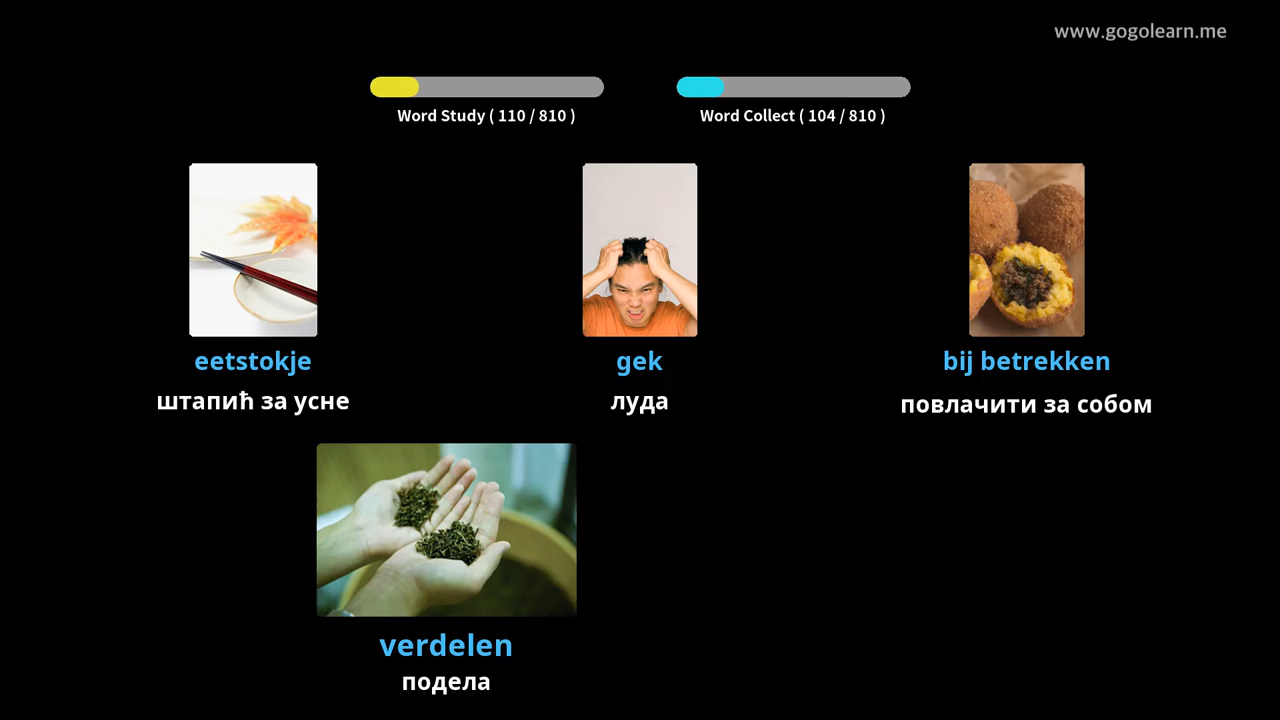 www.gogolearn.me
Word Study ( 110 / 810 )
Word Collect ( 104 / 810 )
eetstokje
gek
bij betrekken
штапић за усне
луда
повлачити за собом
verdelen
подела